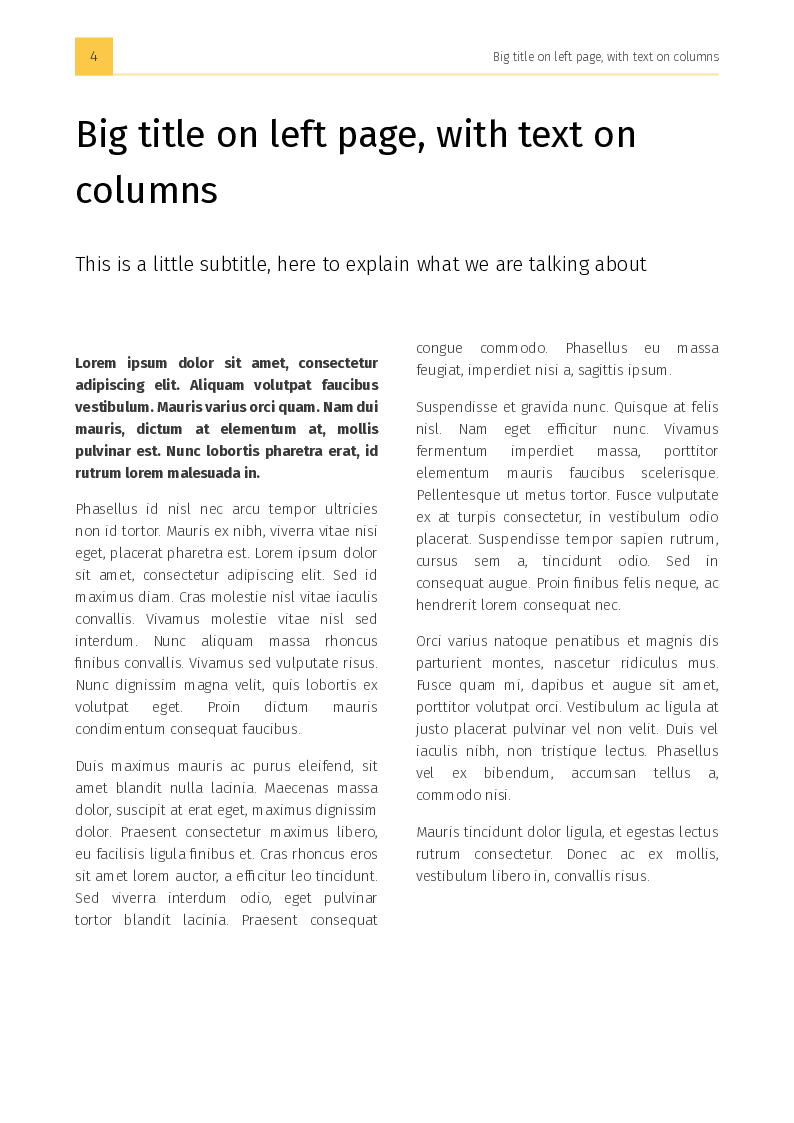 4
Big title on left page, with text on columns
Big title on left page, with text on
columns
This is a little subtitle, here to explain what we are talking about
Lorem ipsum dolor sit amet, consectetur
adipiscing elit. Aliquam volutpat faucibus
vestibulum. Mauris varius orci quam. Nam dui
mauris, dictum at elementum at, mollis
pulvinar est. Nunc lobortis pharetra erat, id
rutrum lorem malesuada in.
Phasellus id nisl nec arcu tempor ultricies
non id tortor. Mauris ex nibh, viverra vitae nisi
eget, placerat pharetra est. Lorem ipsum dolor
sit amet, consectetur adipiscing elit. Sed id
maximus diam. Cras molestie nisl vitae iaculis
convallis. Vivamus molestie vitae nisl sed
interdum. Nunc aliquam massa rhoncus
finibus convallis. Vivamus sed vulputate risus.
Nunc dignissim magna velit, quis lobortis ex
volutpat eget. Proin dictum mauris
condimentum consequat faucibus.
Duis maximus mauris ac purus eleifend, sit
amet blandit nulla lacinia. Maecenas massa
dolor, suscipit at erat eget, maximus dignissim
dolor. Praesent consectetur maximus libero,
eu facilisis ligula finibus et. Cras rhoncus eros
sit amet lorem auctor, a efficitur leo tincidunt.
Sed viverra interdum odio, eget pulvinar
tortor blandit lacinia. Praesent consequat
congue commodo. Phasellus eu massa
feugiat, imperdiet nisi a, sagittis ipsum.
Suspendisse et gravida nunc. Quisque at felis
nisl. Nam eget efficitur nunc. Vivamus
fermentum imperdiet massa, porttitor
elementum mauris faucibus scelerisque.
Pellentesque ut metus tortor. Fusce vulputate
ex at turpis consectetur, in vestibulum odio
placerat. Suspendisse tempor sapien rutrum,
cursus sem a, tincidunt odio. Sed in
consequat augue. Proin finibus felis neque, ac
hendrerit lorem consequat nec.
Orci varius natoque penatibus et magnis dis
parturient montes, nascetur ridiculus mus.
Fusce quam mi, dapibus et augue sit amet,
porttitor volutpat orci. Vestibulum ac ligula at
justo placerat pulvinar vel non velit. Duis vel
iaculis nibh, non tristique lectus. Phasellus
vel ex bibendum, accumsan tellus a,
commodo nisi.
Mauris tincidunt dolor ligula, et egestas lectus
rutrum consectetur. Donec ac ex mollis,
vestibulum libero in, convallis risus.